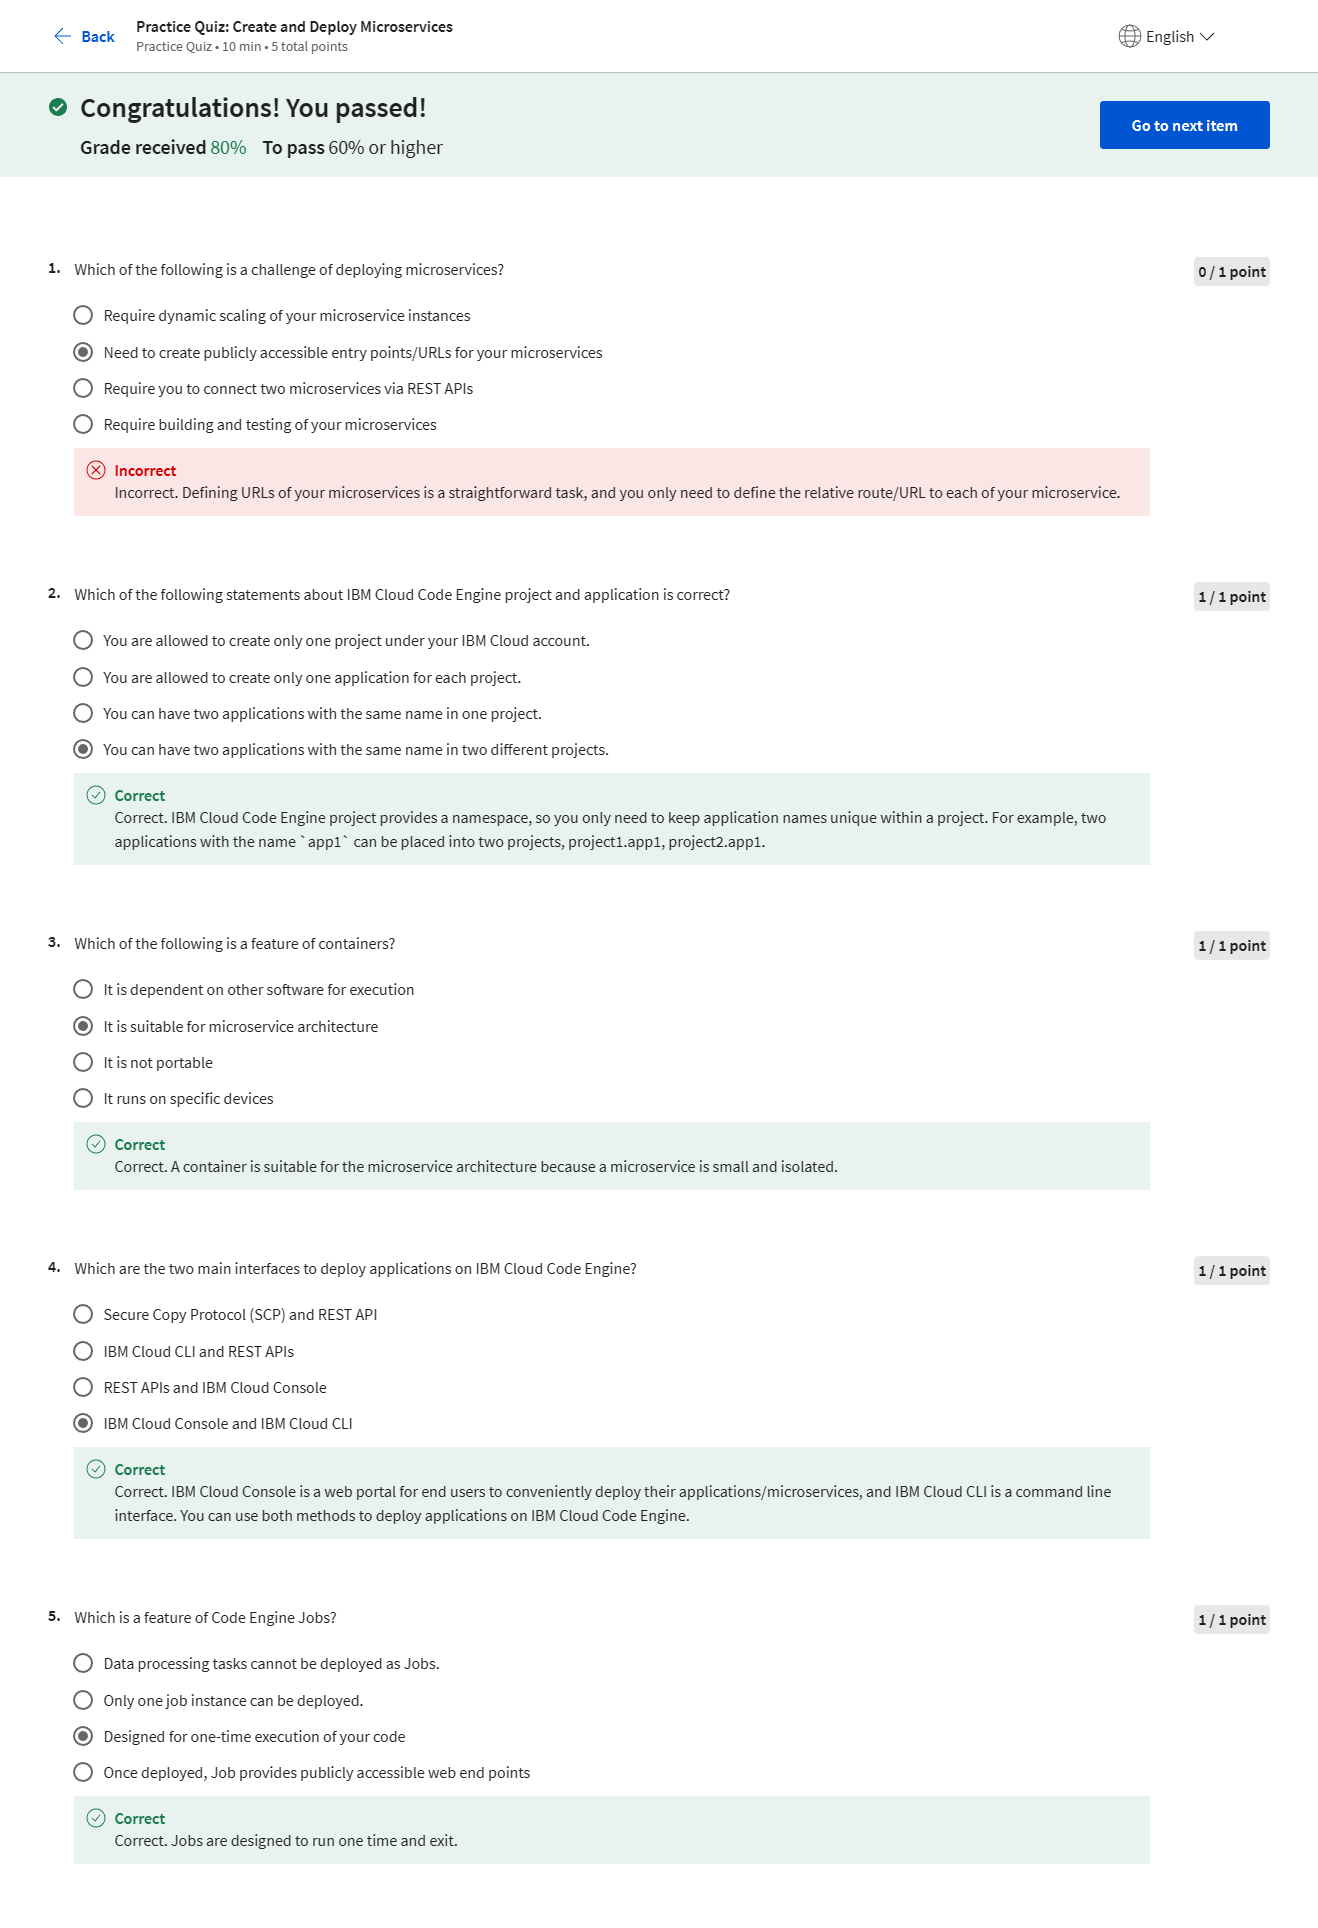 Back
Practice Quiz: Create and Deploy Microservices
Practice Quiz • 10 min • 5 total points
English
Congratulations! You passed!
Grade received 80% To pass 60% or higher
Go to next item
1. Which of the following is a challenge of deploying microservices?
0 / 1 point
Require dynamic scaling of your microservice instances
Need to create publicly accessible entry points/URLs for your microservices
Require you to connect two microservices via REST APIs
Require building and testing of your microservices
Incorrect
Incorrect. Defining URLs of your microservices is a straightforward task, and you only need to define the relative route/URL to each of your microservice.
2. Which of the following statements about IBM Cloud Code Engine project and application is correct?
1 / 1 point
You are allowed to create only one project under your IBM Cloud account.
You are allowed to create only one application for each project.
You can have two applications with the same name in one project.
You can have two applications with the same name in two different projects.
Correct
Correct. IBM Cloud Code Engine project provides a namespace, so you only need to keep application names unique within a project. For example, two
applications with the name `app1` can be placed into two projects, project1.app1, project2.app1.
3. Which of the following is a feature of containers?
1 / 1 point
It is dependent on other software for execution
It is suitable for microservice architecture
It is not portable
It runs on specific devices
Correct
Correct. A container is suitable for the microservice architecture because a microservice is small and isolated.
4. Which are the two main interfaces to deploy applications on IBM Cloud Code Engine?
1 / 1 point
Secure Copy Protocol (SCP) and REST API
IBM Cloud CLI and REST APIs
REST APIs and IBM Cloud Console
IBM Cloud Console and IBM Cloud CLI
Correct
Correct. IBM Cloud Console is a web portal for end users to conveniently deploy their applications/microservices, and IBM Cloud CLI is a command line
interface. You can use both methods to deploy applications on IBM Cloud Code Engine.
5. Which is a feature of Code Engine Jobs?
1 / 1 point
Data processing tasks cannot be deployed as Jobs.
Only one job instance can be deployed.
Designed for one-time execution of your code
Once deployed, Job provides publicly accessible web end points
Correct
Correct. Jobs are designed to run one time and exit.